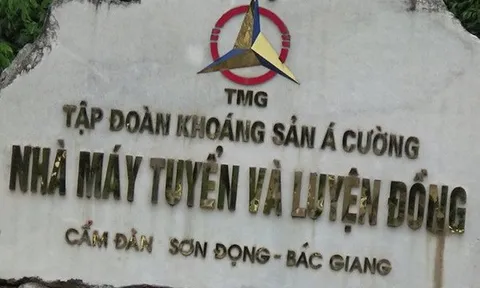 TMG
TẬP ĐOÀN KHOÁNG SẢN Á CƯỜNG
NHÀ MÁY TUYỂN VÀ LUYỆN ĐỒNG
CẨM ĐÀN SƠN ĐỘNG - BẮC GIANG